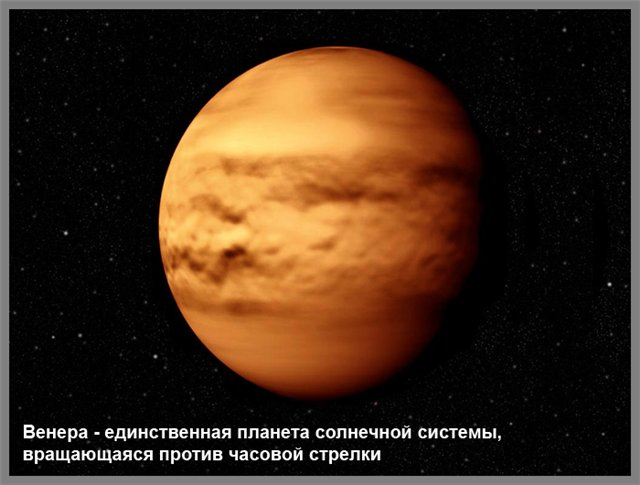 Венера - единственная планета солнечной системы,
вращающаяся против часовой стрелки